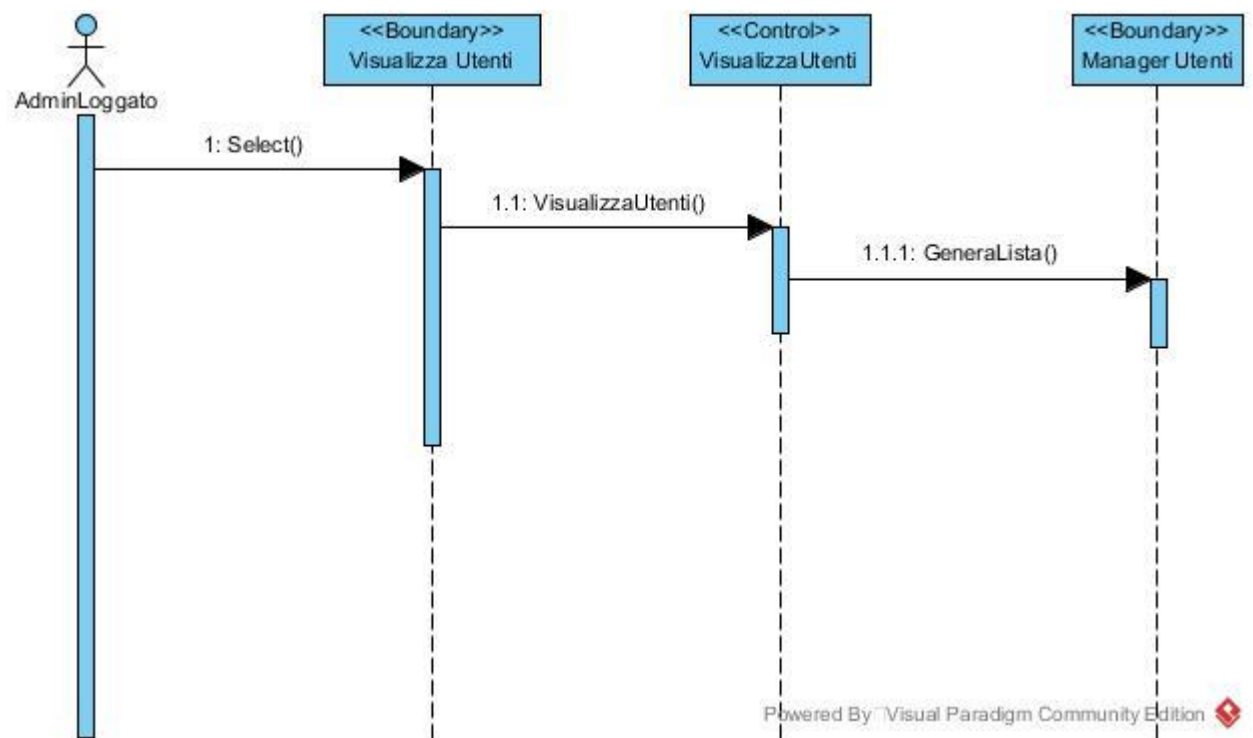 <<Boundary>>
Visualizza Utenti
<<Control>>
VisualizzaUtenti
<<Boundary>>
Manager Utenti
AdminLoggato
1: Select()
1.1: VisualizzaUtenti()
1.1.1: GeneraLista()
Powered By Visual Paradigm Community Edition